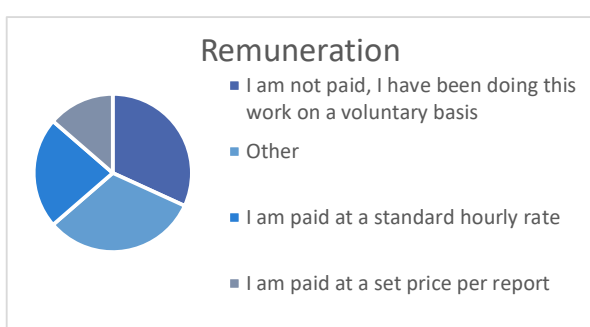 Remuneration
I am not paid, I have been doing this
work on a voluntary basis
Other
I am paid at a standard hourly rate
I am paid at a set price per report